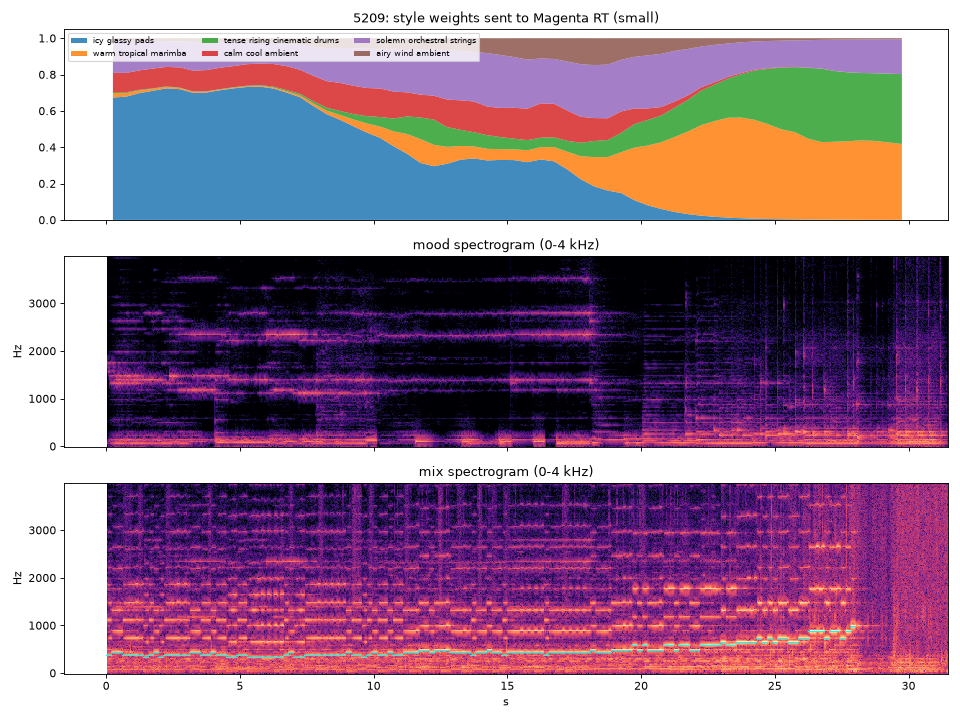 5209: style weights sent to Magenta RT (small)
1.0
0.8
0.6
0.4
0.2
0.0
icy glassy pads
tense rising cinematic drums
solemn orchestral strings
warm tropical marimba
calm cool ambient
airy wind ambient
mood spectrogram (0-4 kHz)
Hz
3000
2000
1000
0
mix spectrogram (0-4 kHz)
Hz
3000
2000
1000
0
0 5 10 15 20 25 30
s